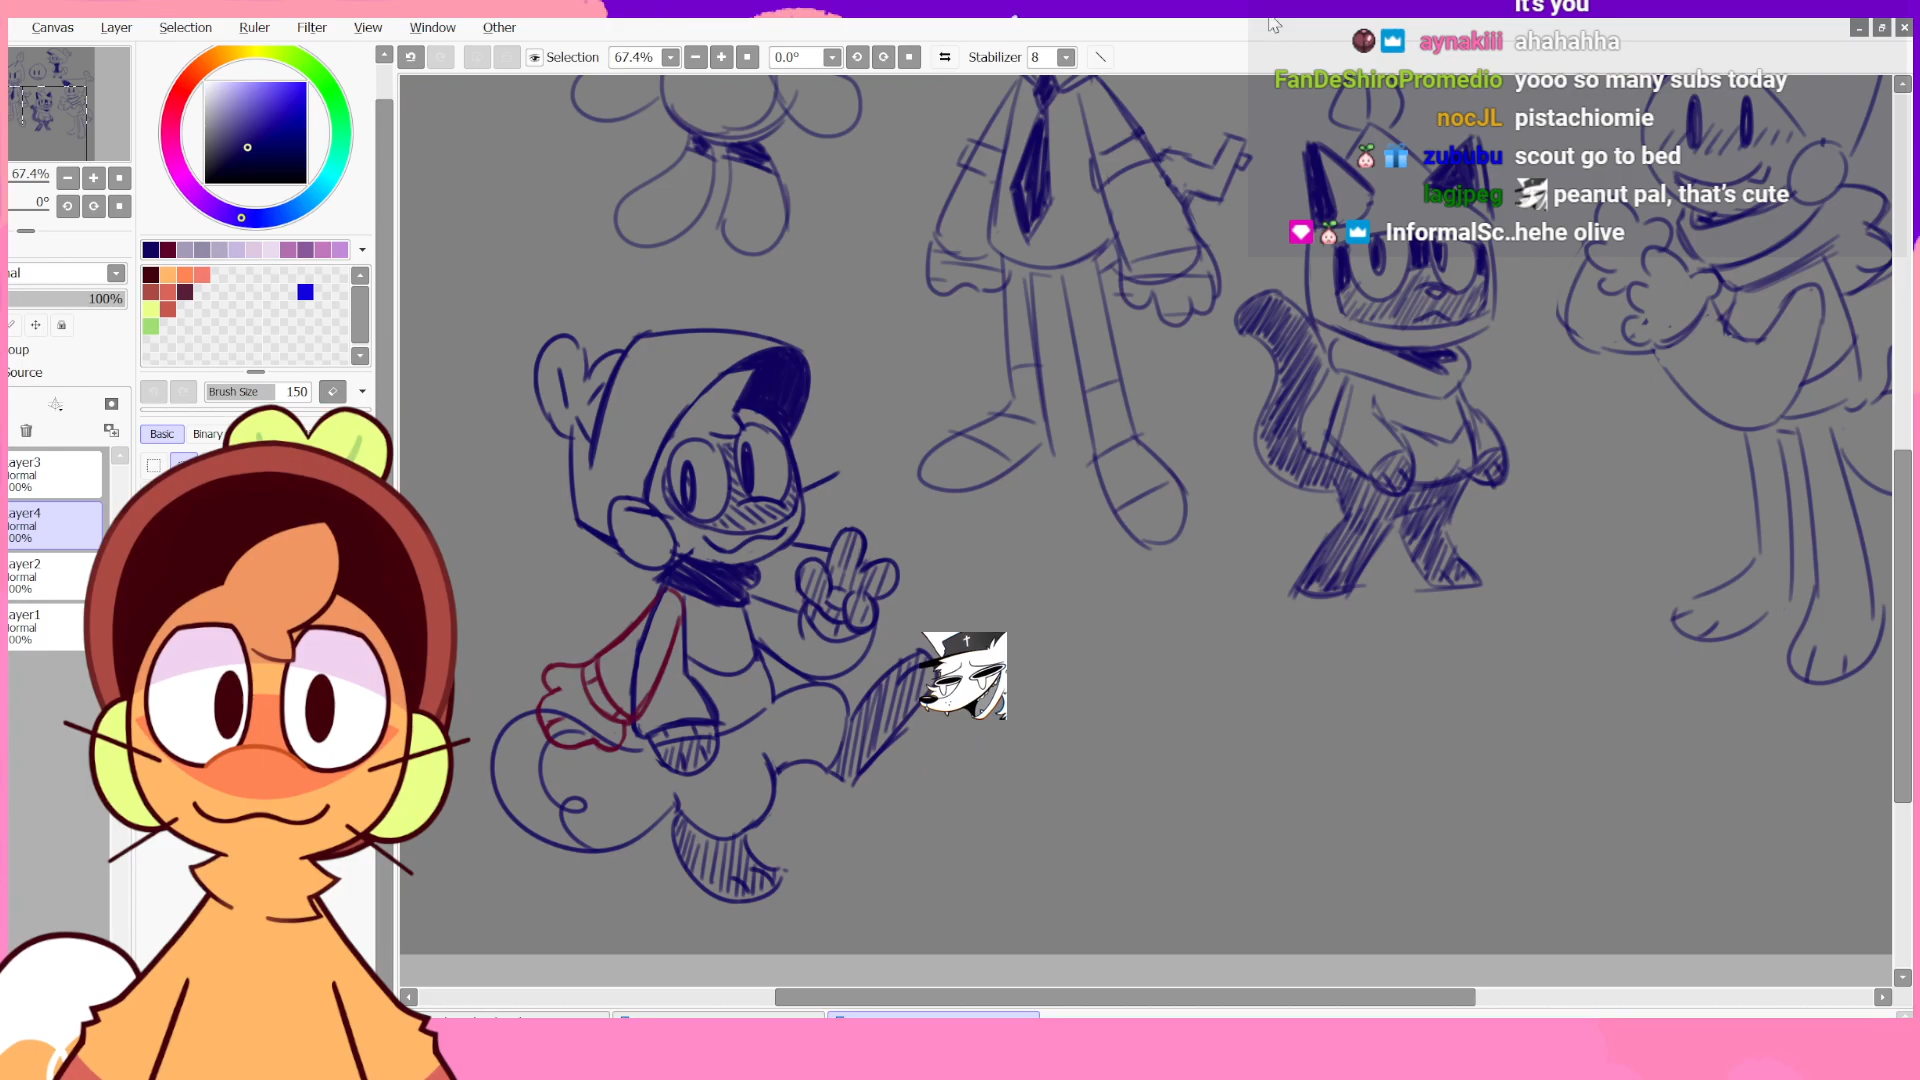 it's you
Canvas Layer Selection Ruler Filter View Window Other
aynakiii ahahahha
Selection 67.4% 0.0° Stabilizer 8
FanDeShiroPromedio yooo so many subs today
nocJL pistachiomie
zububu scout go to bed
67.4%
lagjpeg peanut pal, that's cute
0°
InformalSc.. hehe olive
100%
Brush Size 150
Basic Binary
ayer3
ormal
00%
ayer4
ormal
00%
ayer2
ormal
00%
ayer1
ormal
00%